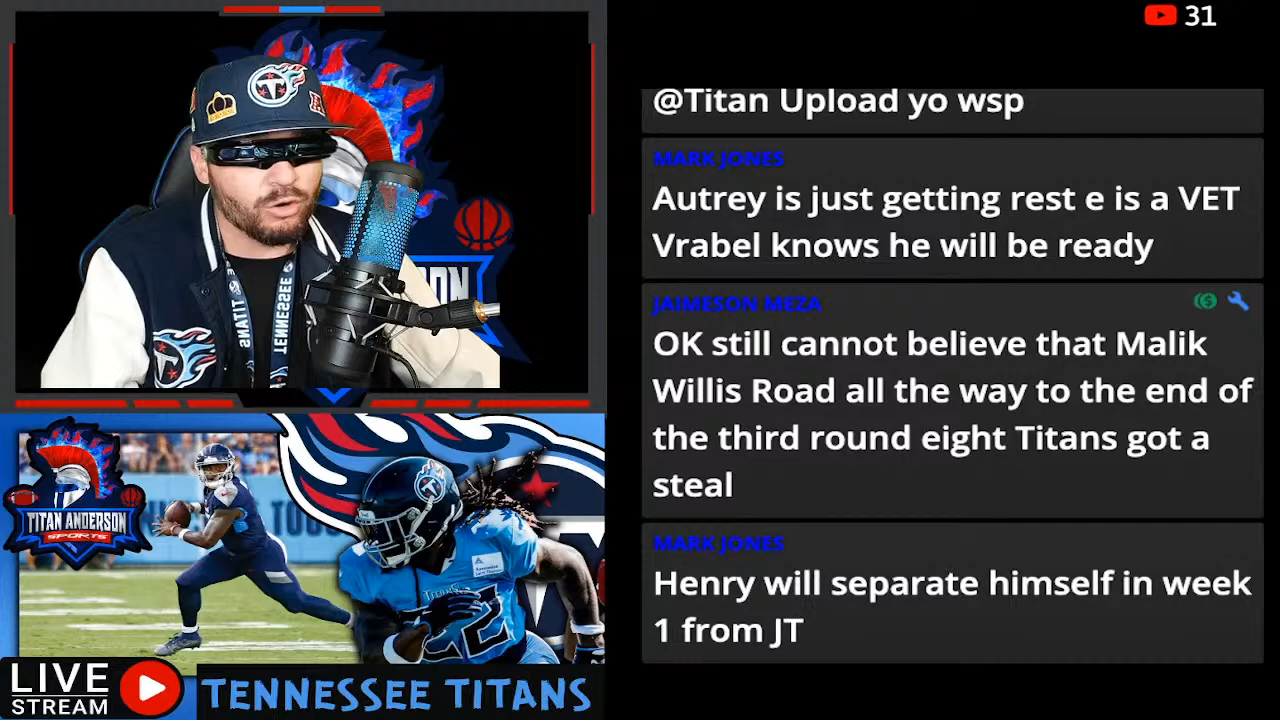 31
@Titan Upload yo wsp
MARK JONES
Autrey is just getting rest e is a VET
Vrabel knows he will be ready
JAIMESON MEZA
OK still cannot believe that Malik
Willis Road all the way to the end of
the third round eight Titans got a
steal
MARK JONES
Henry will separate himself in week
1 from JT
TITANS
TENNESSEE
TITAN ANDERSON
SPORTS
LIVE
STREAM
TENNESSEE TITANS